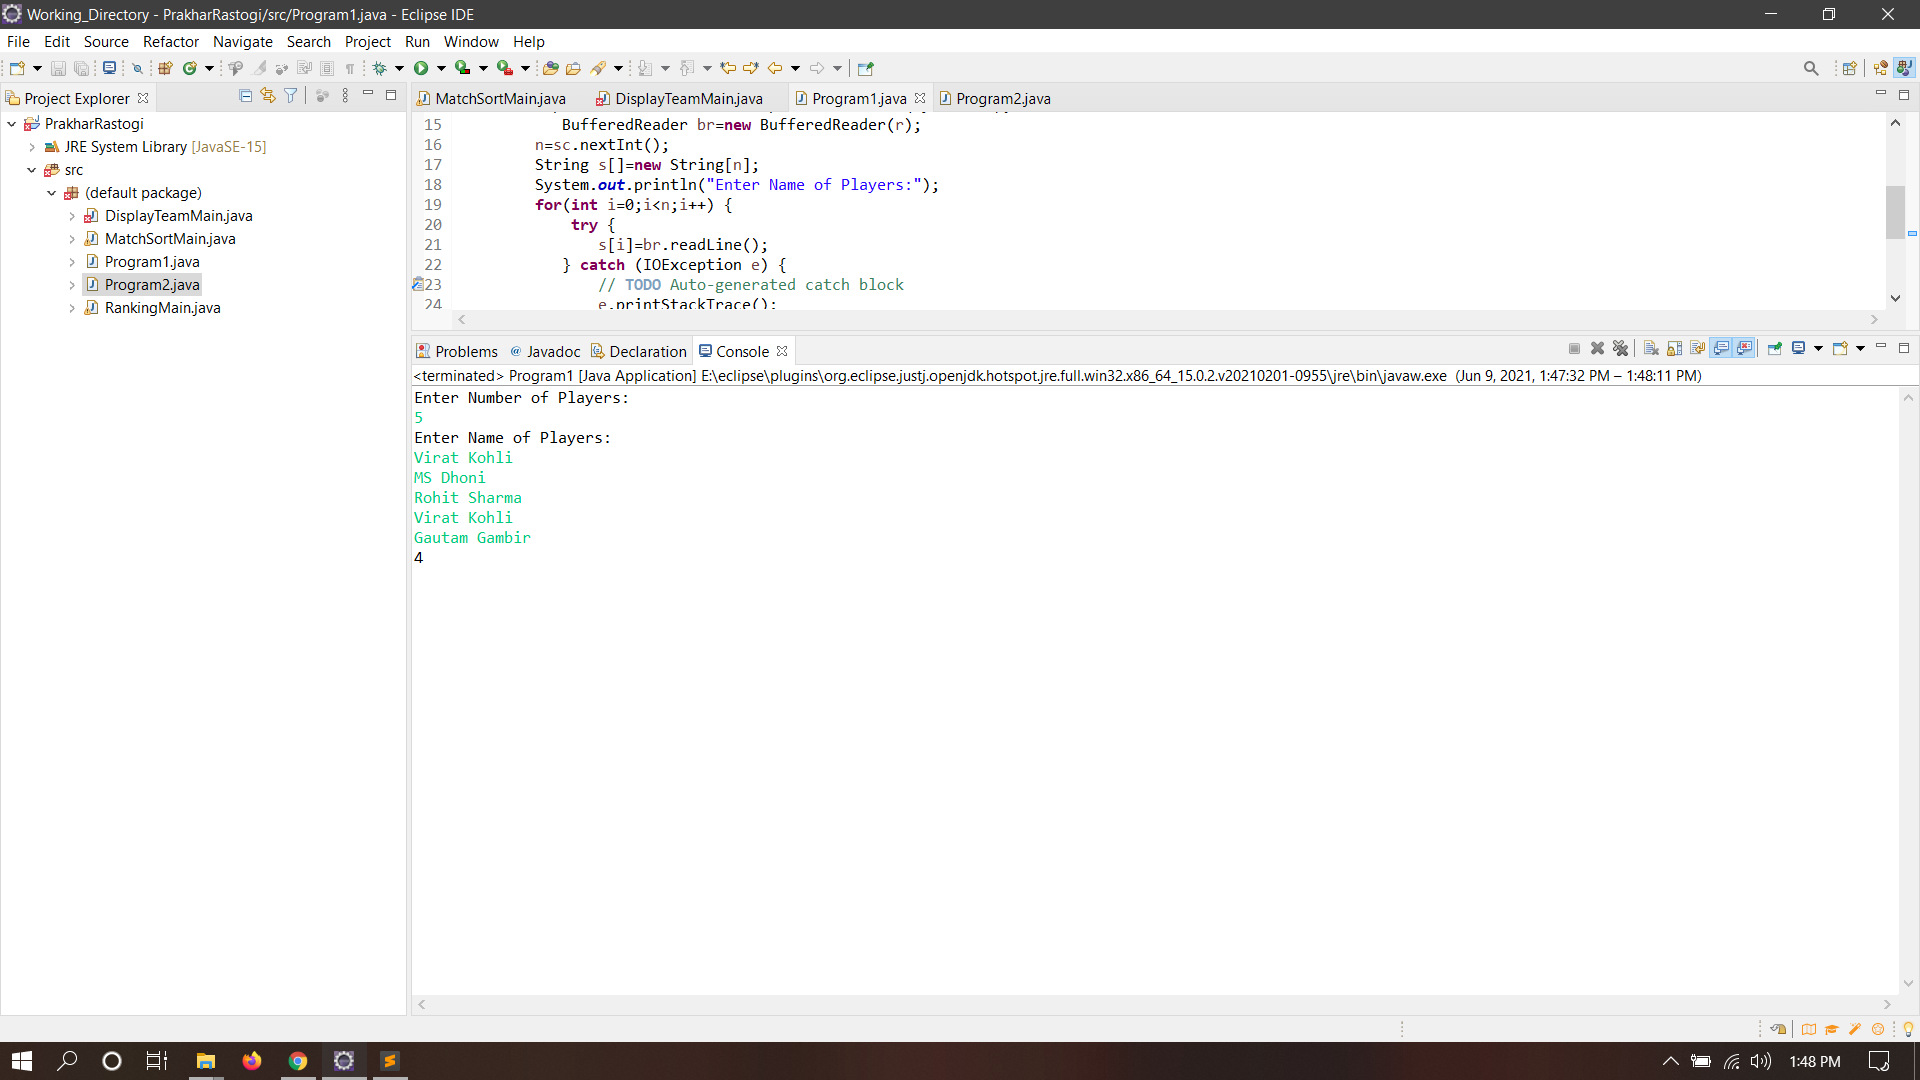 Working_Directory - PrakharRastogi/src/Program1.java - Eclipse IDE
File Edit Source Refactor Navigate Search Project Run Window Help
Project Explorer
PrakharRastogi
JRE System Library [JavaSE-15]
src
(default package)
DisplayTeamMain.java
MatchSortMain.java
Program1.java
Program2.java
RankingMain.java
MatchSortMain.java DisplayTeamMain.java Program1.java Program2.java
15 BufferedReader br=new BufferedReader(r);
16 n=sc.nextInt();
17 String s[]=new String[n];
18 System.out.println("Enter Name of Players:");
19 for(int i=0;i<n;i++) {
20 try {
21 s[i]=br.readLine();
22 } catch (IOException e) {
23 // TODO Auto-generated catch block
24 e.printStackTrace();
Problems @ Javadoc Declaration Console
<terminated> Program1 [Java Application] E:\eclipse\plugins\org.eclipse.justj.openjdk.hotspot.jre.full.win32.x86_64_15.0.2.v20210201-0955\jre\bin\javaw.exe (Jun 9, 2021, 1:47:32 PM – 1:48:11 PM)
Enter Number of Players:
5
Enter Name of Players:
Virat Kohli
MS Dhoni
Rohit Sharma
Virat Kohli
Gautam Gambir
4
1:48 PM